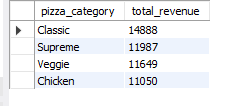 pizza_category total_revenue
Classic 14888
Supreme 11987
Veggie 11649
Chicken 11050